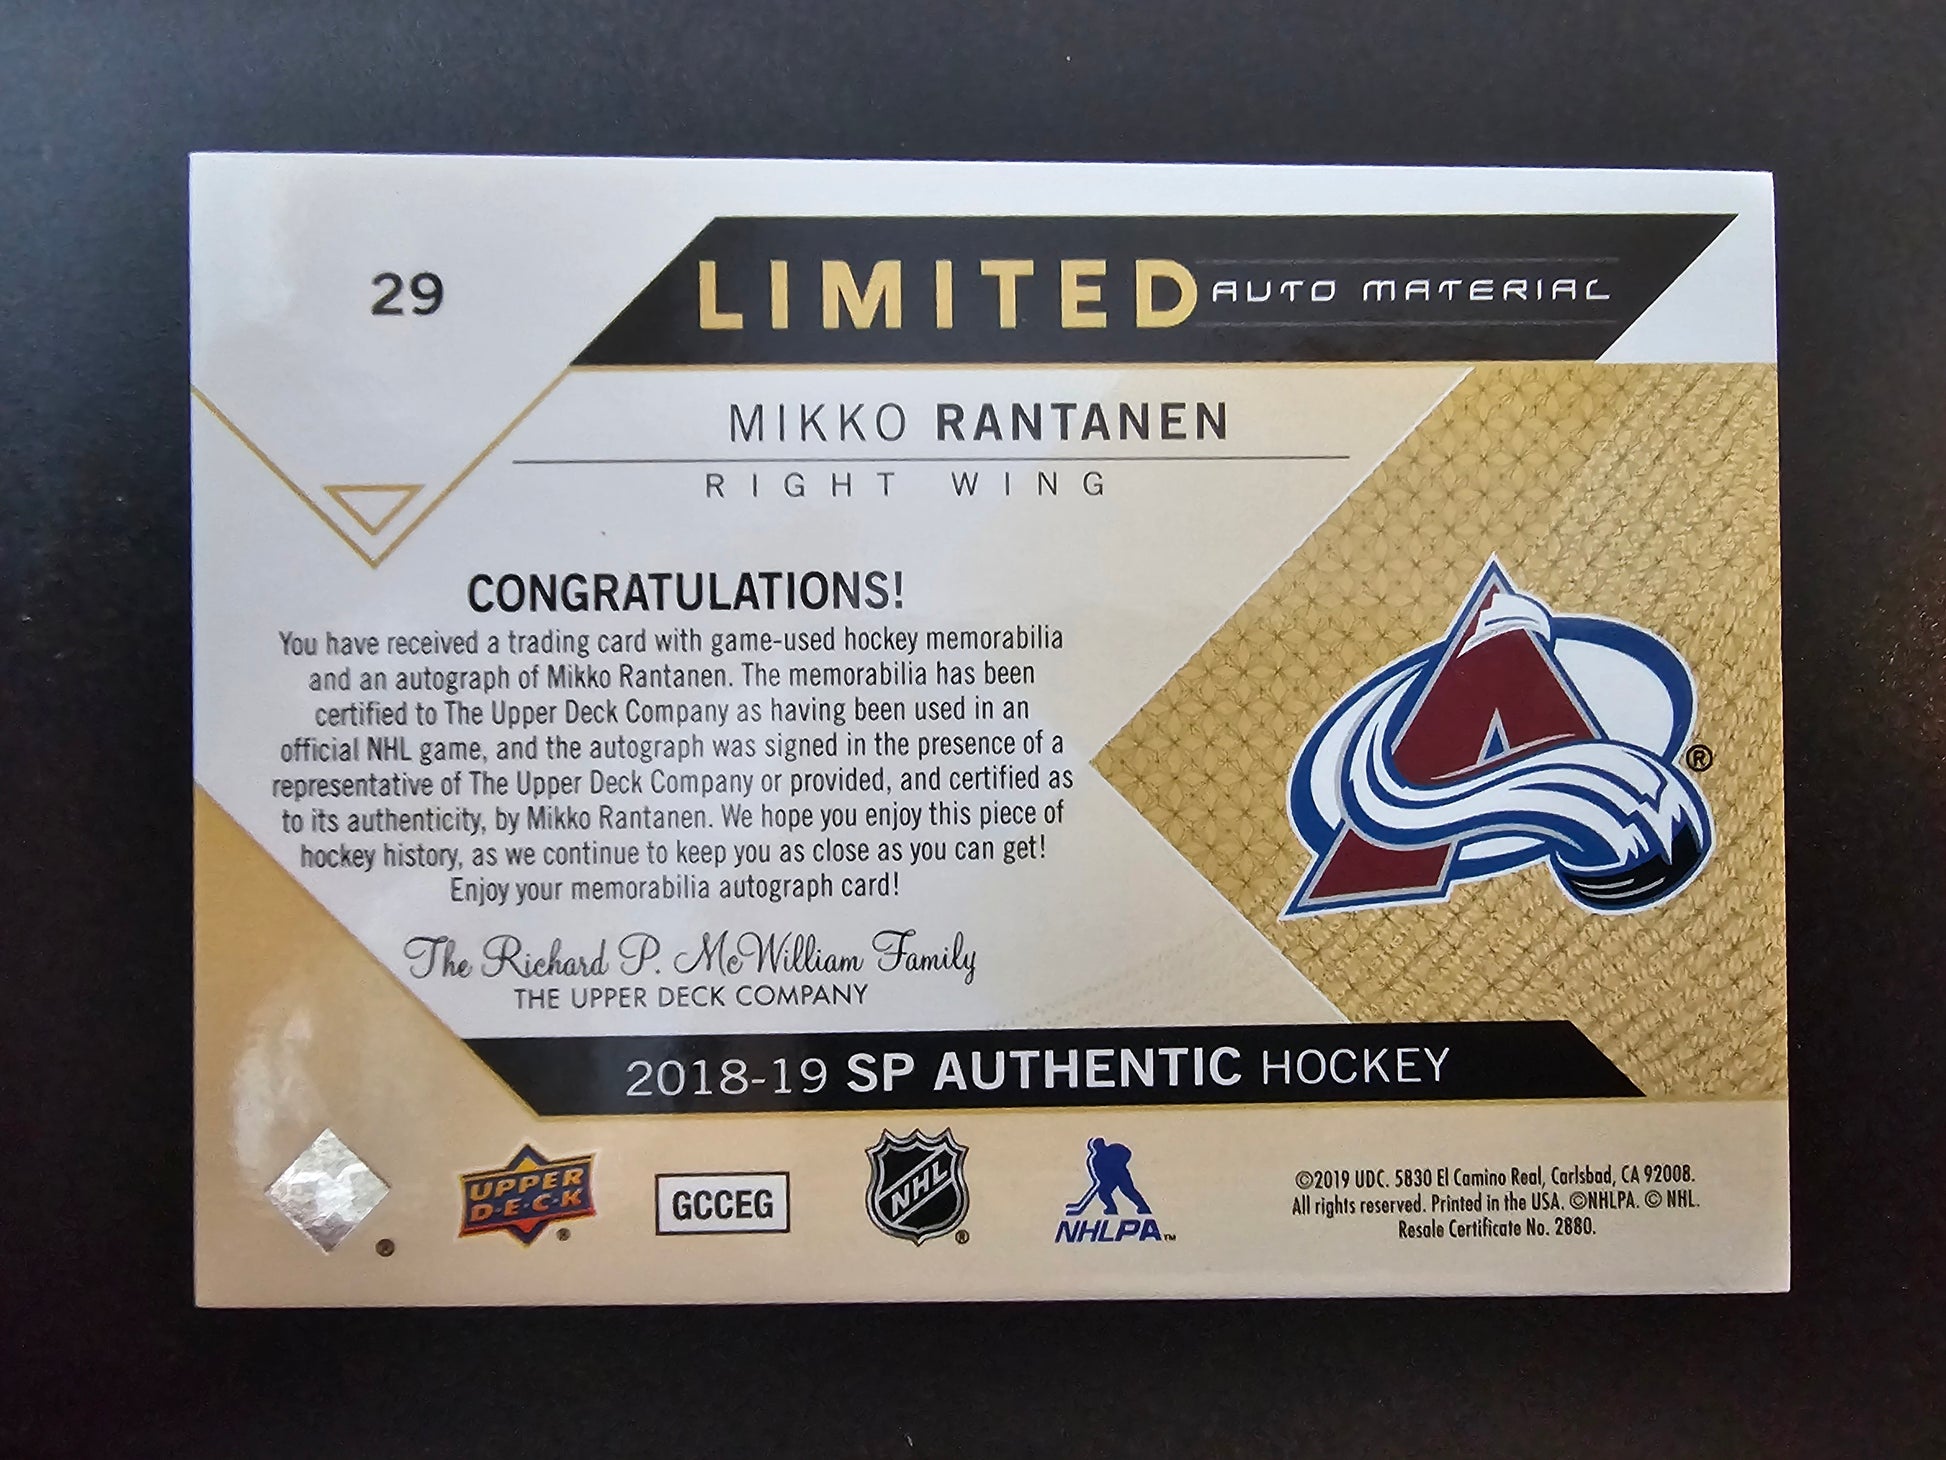 29
LIMITED AUTO MATERIAL
MIKKO RANTANEN
RIGHT WING
CONGRATULATIONS!
You have received a trading card with game-used hockey memorabilia
and an autograph of Mikko Rantanen. The memorabilia has been
certified to The Upper Deck Company as having been used in an
official NHL game, and the autograph was signed in the presence of a
representative of The Upper Deck Company or provided, and certified as
to its authenticity, by Mikko Rantanen. We hope you enjoy this piece of
hockey history, as we continue to keep you as close as you can get!
Enjoy your memorabilia autograph card!
®
The Richard P. McWilliam Family
THE UPPER DECK COMPANY
2018-19 SP AUTHENTIC HOCKEY
®
UPPER
D·E·C·K
®
GCCEG
NHL
®
NHLPA™
©2019 UDC. 5830 El Camino Real, Carlsbad, CA 92008.
All rights reserved. Printed in the USA. ©NHLPA. © NHL.
Resale Certificate No. 2880.